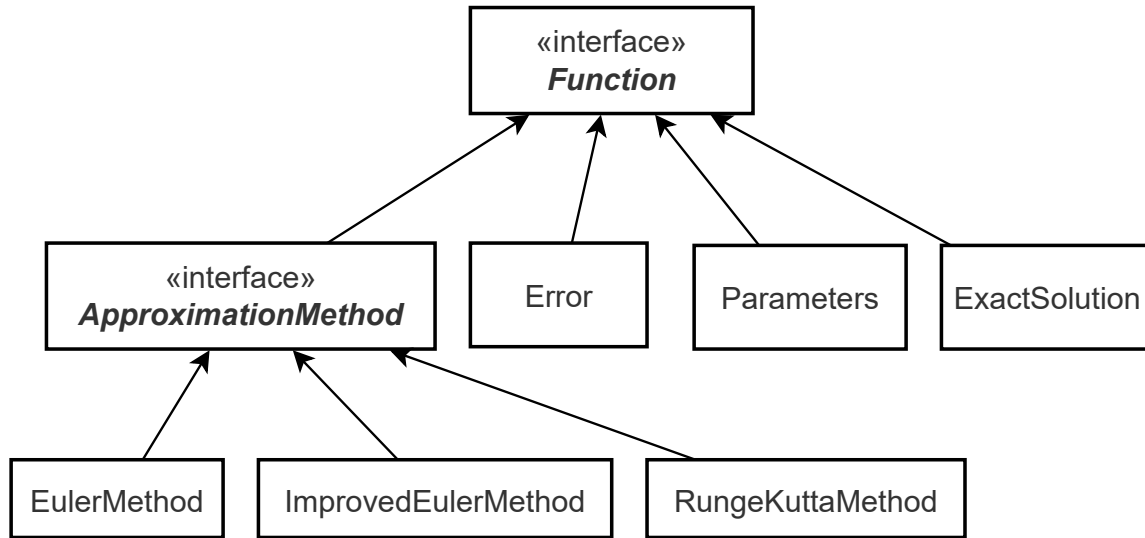 «interface»
Function
«interface»
ApproximationMethod
Error
Parameters
ExactSolution
EulerMethod
ImprovedEulerMethod
RungeKuttaMethod